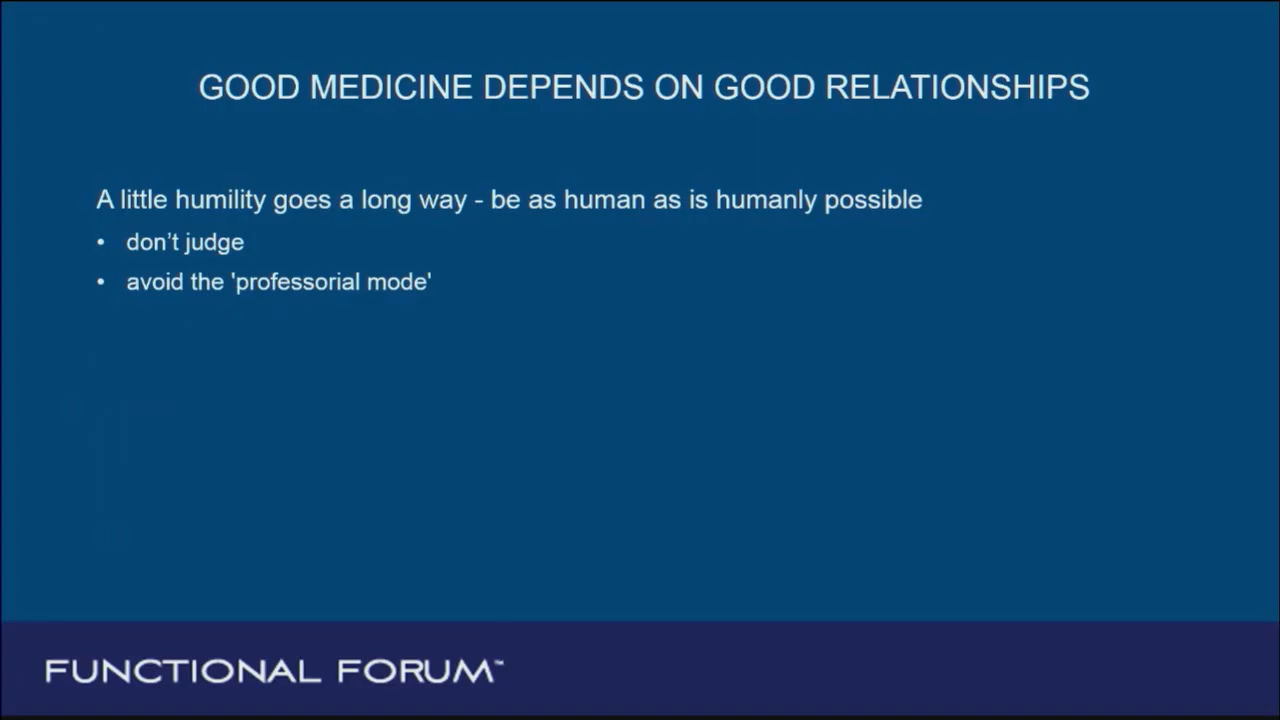 GOOD MEDICINE DEPENDS ON GOOD RELATIONSHIPS
A little humility goes a long way - be as human as is humanly possible
• don’t judge
• avoid the 'professorial mode'
FUNCTIONAL FORUM™